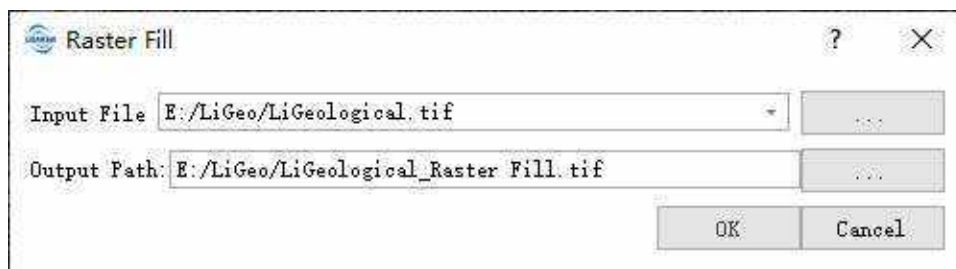 Raster Fill ? X
Input File E:/LiGeo/LiGeological.tif ...
Output Path: E:/LiGeo/LiGeological_Raster Fill.tif ...
OK Cancel